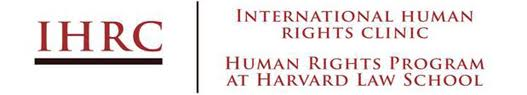 IHRC
International human
rights clinic
Human Rights Program
at Harvard Law School